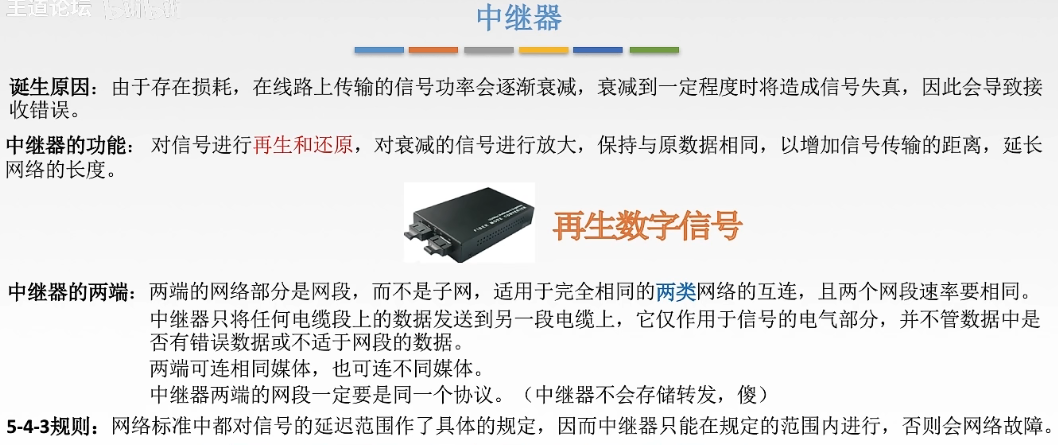 王道论坛
中继器
诞生原因：由于存在损耗，在线路上传输的信号功率会逐渐衰减，衰减到一定程度时将造成信号失真，因此会导致接
收错误。
中继器的功能： 对信号进行再生和还原，对衰减的信号进行放大，保持与原数据相同，以增加信号传输的距离，延长
网络的长度。
再生数字信号
中继器的两端：两端的网络部分是网段，而不是子网，适用于完全相同的两类网络的互连，且两个网段速率要相同。
中继器只将任何电缆段上的数据发送到另一段电缆上，它仅作用于信号的电气部分，并不管数据中是
否有错误数据或不适于网段的数据。
两端可连相同媒体，也可连不同媒体。
中继器两端的网段一定要是同一个协议。（中继器不会存储转发，傻）
5-4-3规则：网络标准中都对信号的延迟范围作了具体的规定，因而中继器只能在规定的范围内进行，否则会网络故障。